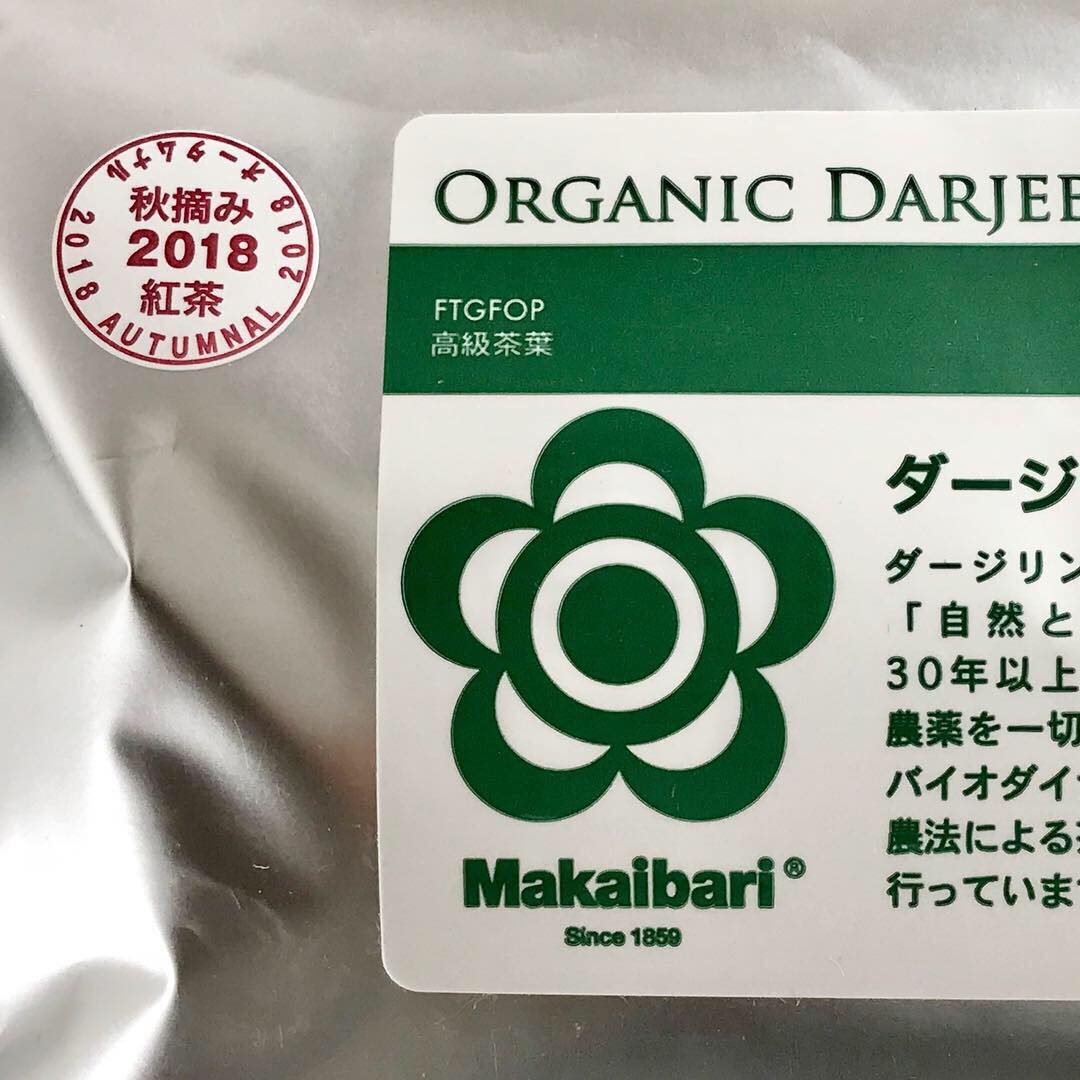 オータムナル
秋摘み
2018
紅茶
2018 AUTUMNAL 2018
ORGANIC DARJEE
FTGFOP
高級茶葉
ダージ
ダージリン
「自然と
30年以上
農薬を一切
バイオダイナ
農法による
行っています
Makaibari®
Since 1859